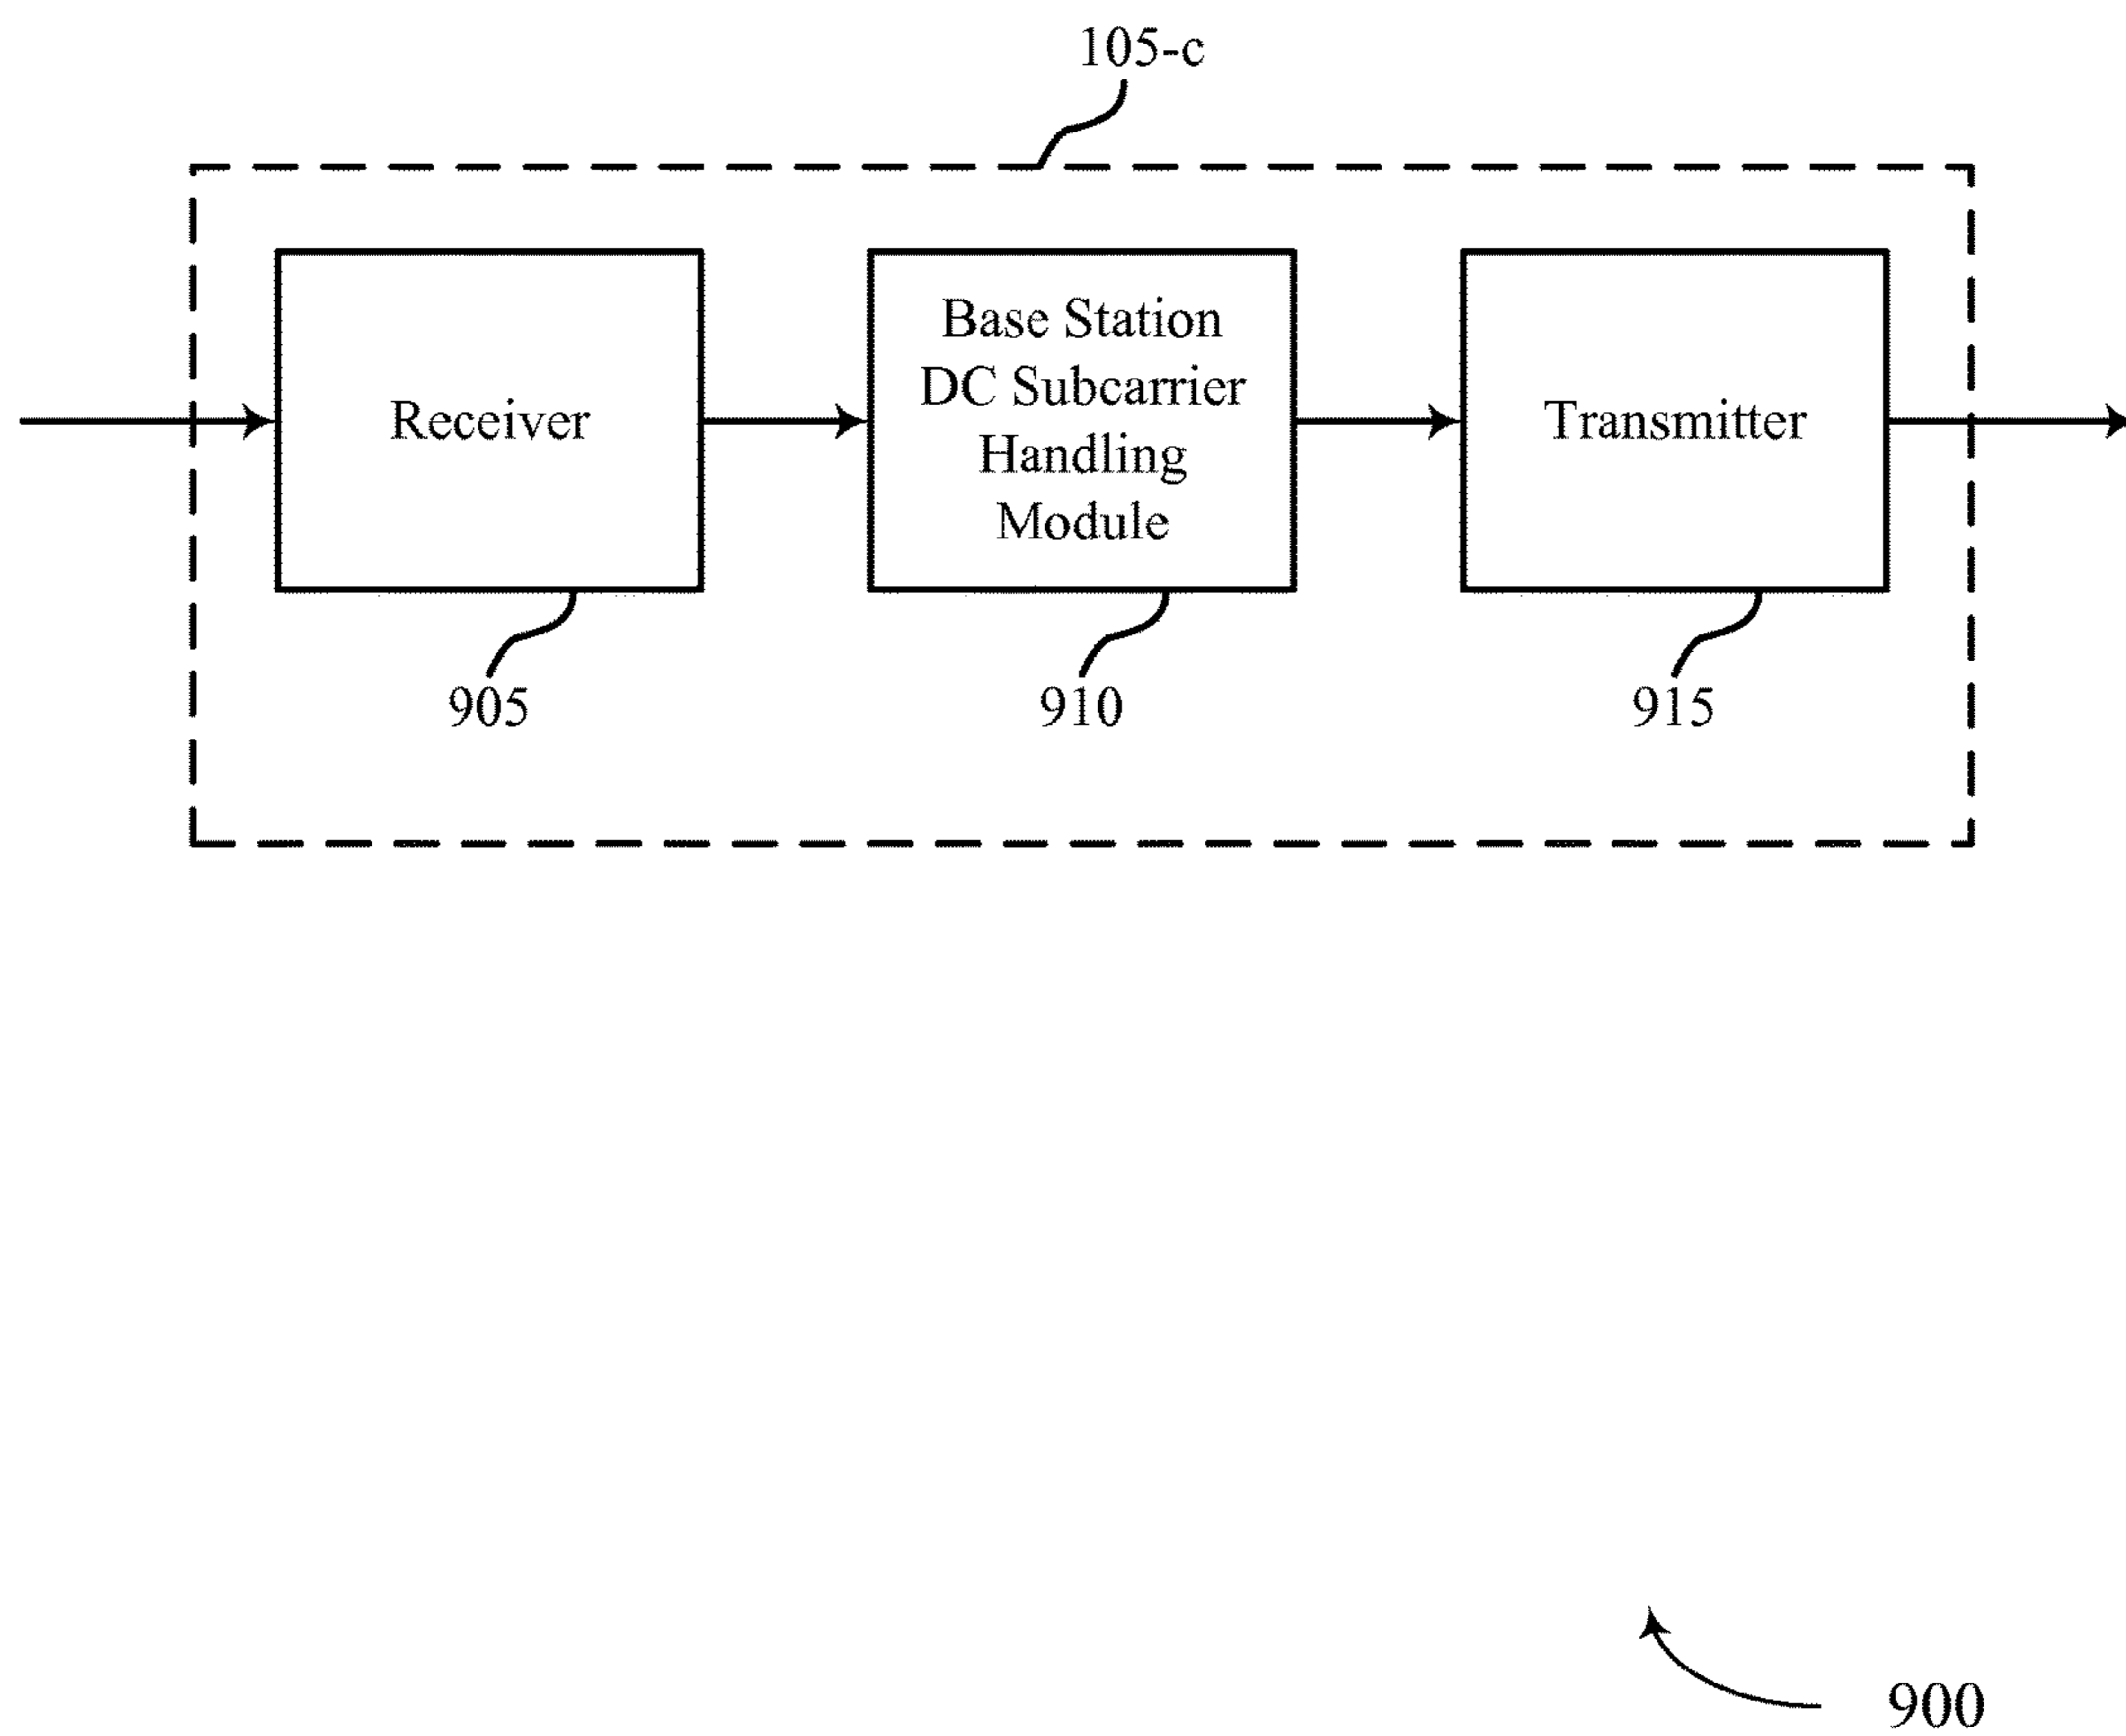 105-c
Receiver
Base Station
DC Subcarrier
Handling
Module
Transmitter
905
910
915
900